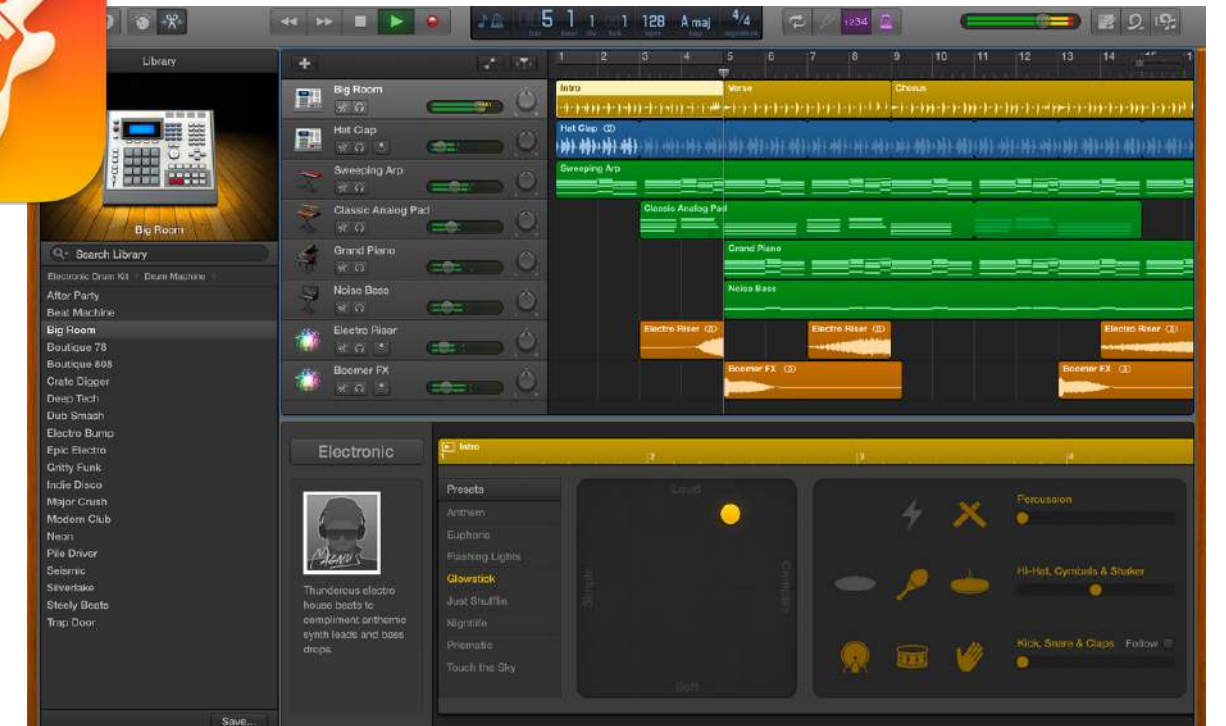 5 1 1 1 128 A maj 4/4
1234
Library
Big Room
Search Library
Electronic Drum Kit Drum Machine
After Party
Beat Machine
Big Room
Boutique 78
Boutique 808
Crate Digger
Deep Tech
Dub Smash
Electro Bump
Epic Electro
Gritty Funk
Indie Disco
Major Crush
Modern Club
Neon
Pile Driver
Seismic
Silverlake
Steely Beats
Trap Door
Save...
1 2 3 4 5 6 7 8 9 10 11 12 13 14
Big Room
Hat Clap
Sweeping Arp
Classic Analog Pad
Grand Piano
Noise Bass
Electro Riser
Boomer FX
Intro Verse Chorus
Hat Clap
Sweeping Arp
Classic Analog Pad
Grand Piano
Noise Bass
Electro Riser Electro Riser Electro Riser
Boomer FX Boomer FX
Electronic
MAGNUS
Thunderous electro
house beats to
compliment anthemic
synth leads and bass
drops.
Intro
1 2 3 4
Presets
Anthem
Euphoric
Flashing Lights
Glowstick
Just Shufflin
Nightlife
Prismatic
Touch the Sky
Loud
Simple
Complex
Soft
Percussion
Hi-Hat, Cymbals & Shaker
Kick, Snare & Claps Follow